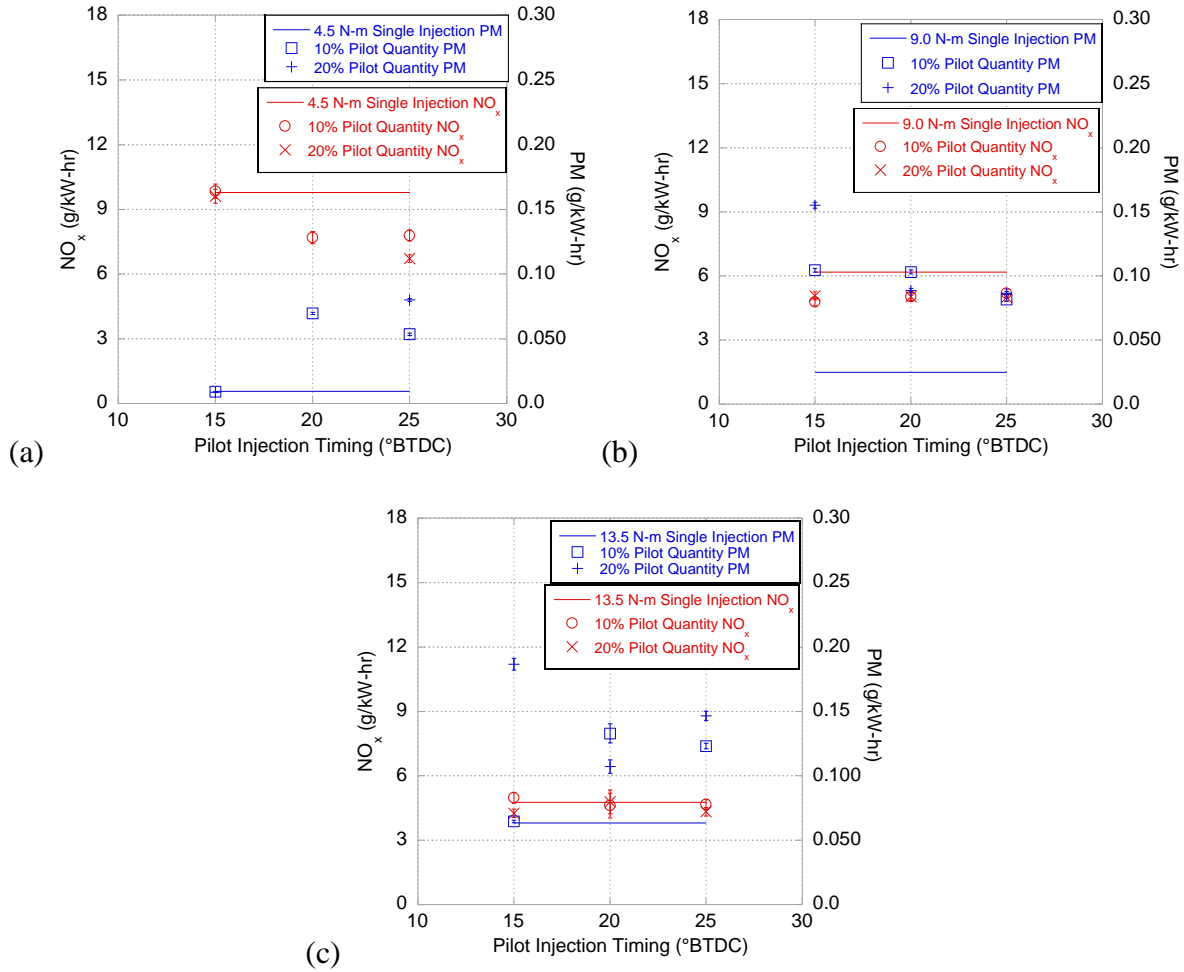 18
15
12
9
6
3
0
NOx (g/kW-hr)
4.5 N-m Single Injection PM
10% Pilot Quantity PM
20% Pilot Quantity PM
4.5 N-m Single Injection NOx
10% Pilot Quantity NOx
20% Pilot Quantity NOx
0.30
0.25
0.20
0.15
0.10
0.050
0.0
PM (g/kW-hr)
10 15 20 25 30
Pilot Injection Timing (°BTDC)
(a)
18
15
12
9
6
3
0
NOx (g/kW-hr)
9.0 N-m Single Injection PM
10% Pilot Quantity PM
20% Pilot Quantity PM
9.0 N-m Single Injection NOx
10% Pilot Quantity NOx
20% Pilot Quantity NOx
0.30
0.25
0.20
0.15
0.10
0.050
0.0
PM (g/kW-hr)
10 15 20 25 30
Pilot Injection Timing (°BTDC)
(b)
18
15
12
9
6
3
0
NOx (g/kW-hr)
13.5 N-m Single Injection PM
10% Pilot Quantity PM
20% Pilot Quantity PM
13.5 N-m Single Injection NOx
10% Pilot Quantity NOx
20% Pilot Quantity NOx
0.30
0.25
0.20
0.15
0.100
0.050
0.0
PM (g/kW-hr)
10 15 20 25 30
Pilot Injection Timing (°BTDC)
(c)